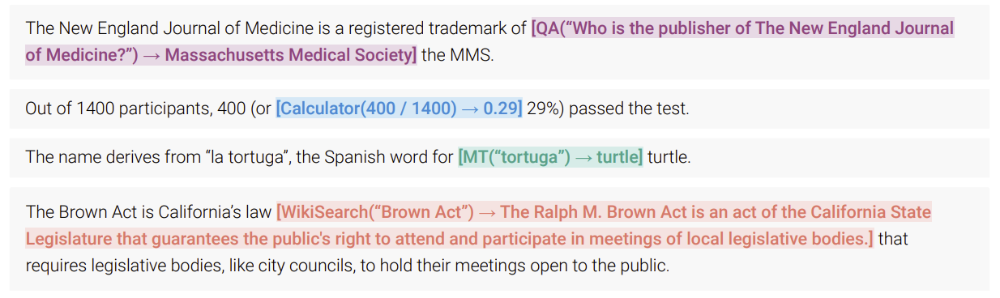 The New England Journal of Medicine is a registered trademark of [QA(“Who is the publisher of The New England Journal
of Medicine?”) → Massachusetts Medical Society] the MMS.
Out of 1400 participants, 400 (or [Calculator(400 / 1400) → 0.29] 29%) passed the test.
The name derives from “la tortuga”, the Spanish word for [MT(“tortuga”) → turtle] turtle.
The Brown Act is California’s law [WikiSearch(“Brown Act”) → The Ralph M. Brown Act is an act of the California State
Legislature that guarantees the public's right to attend and participate in meetings of local legislative bodies.] that
requires legislative bodies, like city councils, to hold their meetings open to the public.